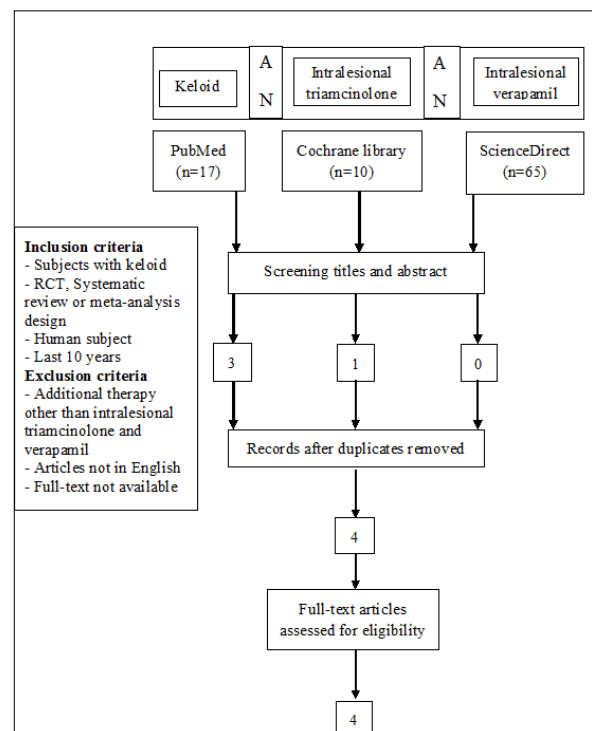 Keloid
A
N
Intralesional
triamcinolone
A
N
Intralesional
verapamil
PubMed
(n=17)
Cochrane library
(n=10)
ScienceDirect
(n=65)
Inclusion criteria
- Subjects with keloid
- RCT, Systematic
review or meta-analysis
design
- Human subject
- Last 10 years
Exclusion criteria
- Additional therapy
other than intralesional
triamcinolone and
verapamil
- Articles not in English
- Full-text not available
Screening titles and abstract
3
1
0
Records after duplicates removed
4
Full-text articles
assessed for eligibility
4